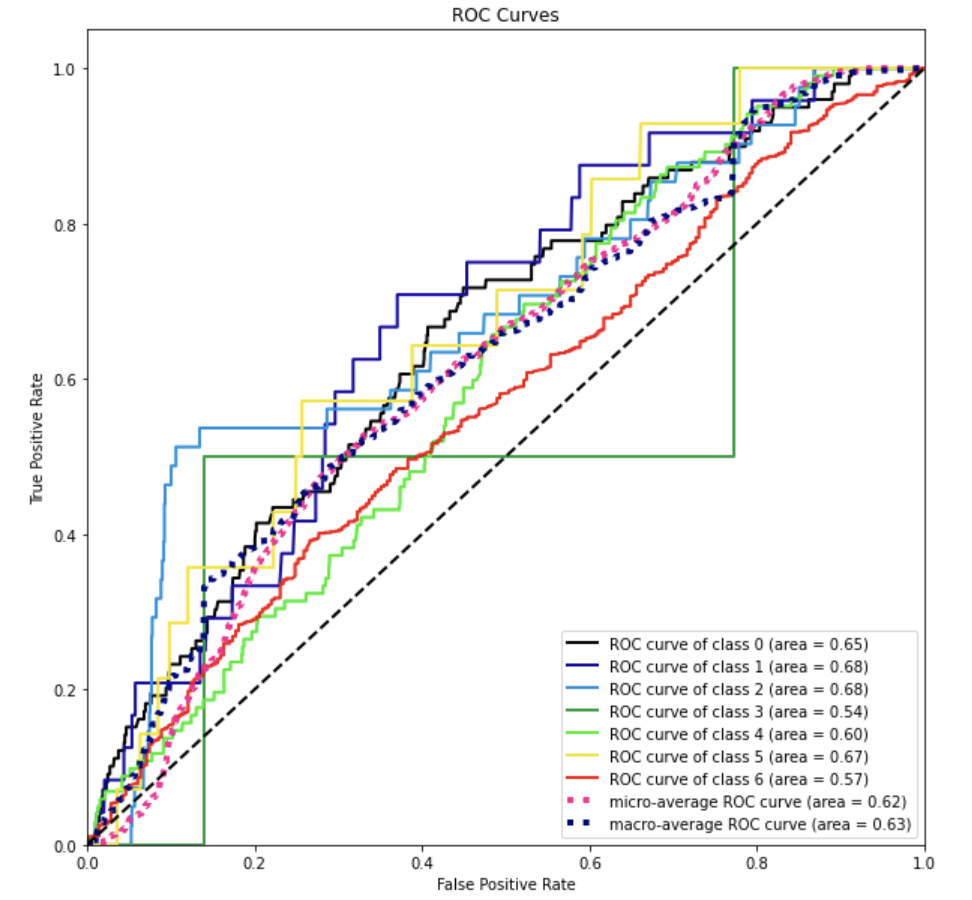 ROC Curves
1.0
0.8
0.6
0.4
0.2
0.0
True Positive Rate
0.0 0.2 0.4 0.6 0.8 1.0
False Positive Rate
ROC curve of class 0 (area = 0.65)
ROC curve of class 1 (area = 0.68)
ROC curve of class 2 (area = 0.68)
ROC curve of class 3 (area = 0.54)
ROC curve of class 4 (area = 0.60)
ROC curve of class 5 (area = 0.67)
ROC curve of class 6 (area = 0.57)
micro-average ROC curve (area = 0.62)
macro-average ROC curve (area = 0.63)